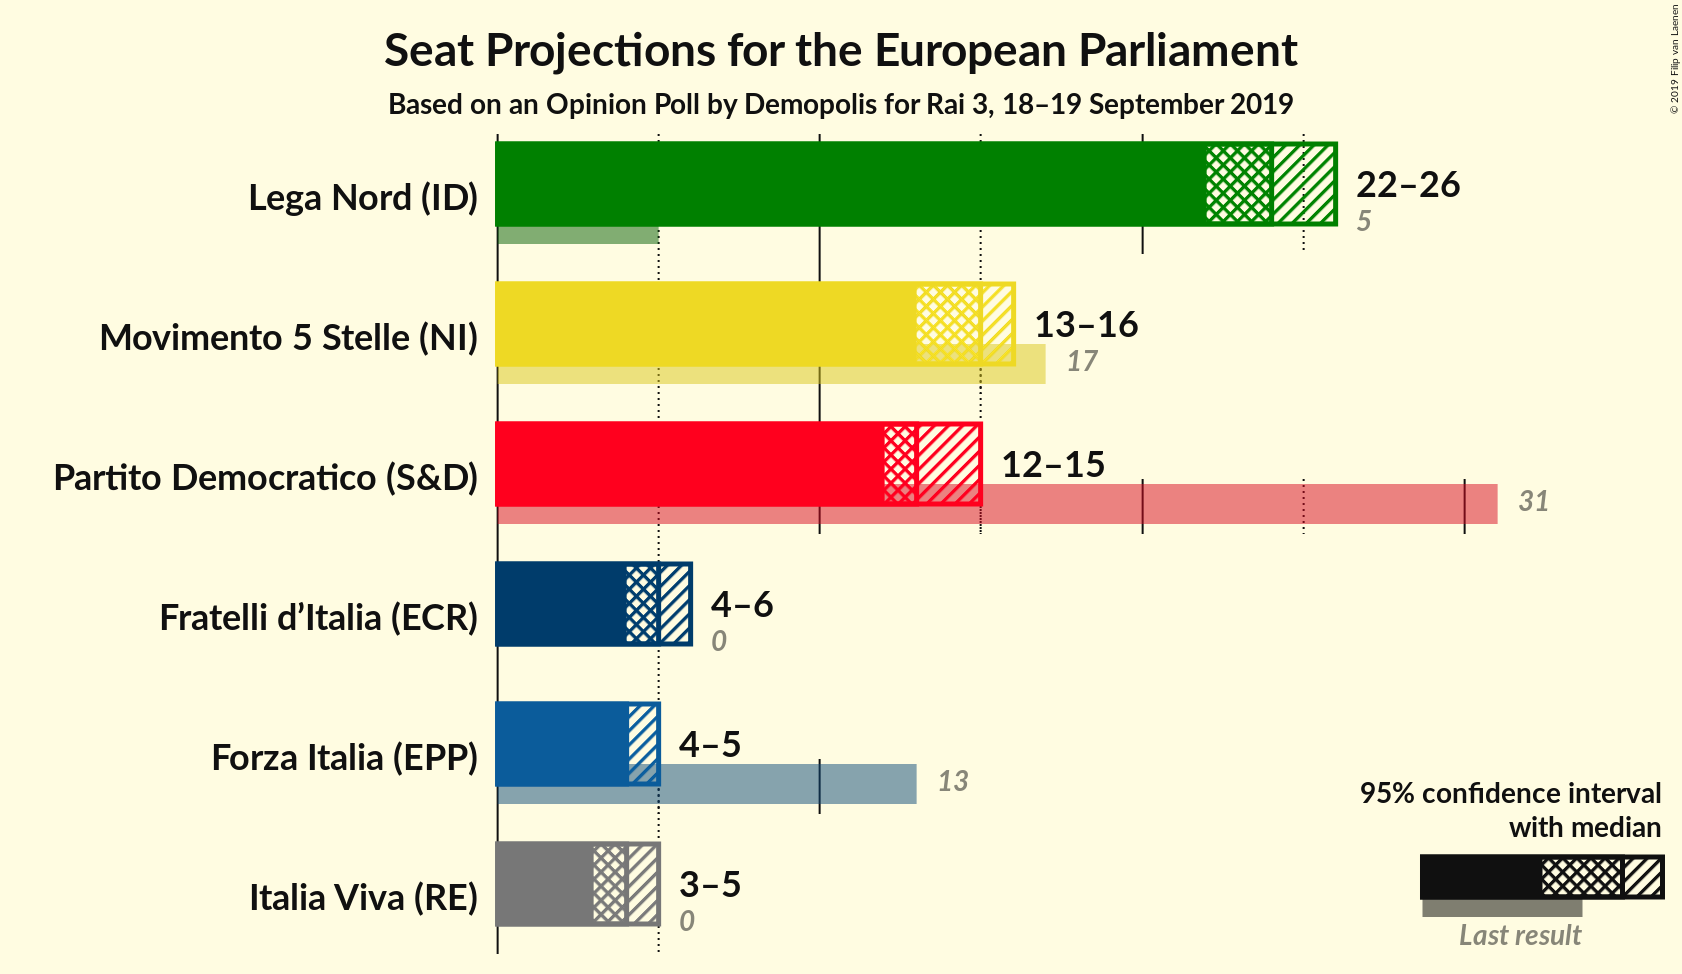 Seat Projections for the European Parliament
Based on an Opinion Poll by Demopolis for Rai 3, 18–19 September 2019
© 2019 Filip van Laenen
Lega Nord (ID)
22–26
5
Movimento 5 Stelle (NI)
13–16
17
Partito Democratico (S&D)
12–15
31
Fratelli d’Italia (ECR)
4–6
0
Forza Italia (EPP)
4–5
13
Italia Viva (RE)
3–5
0
95% confidence interval
with median
Last result